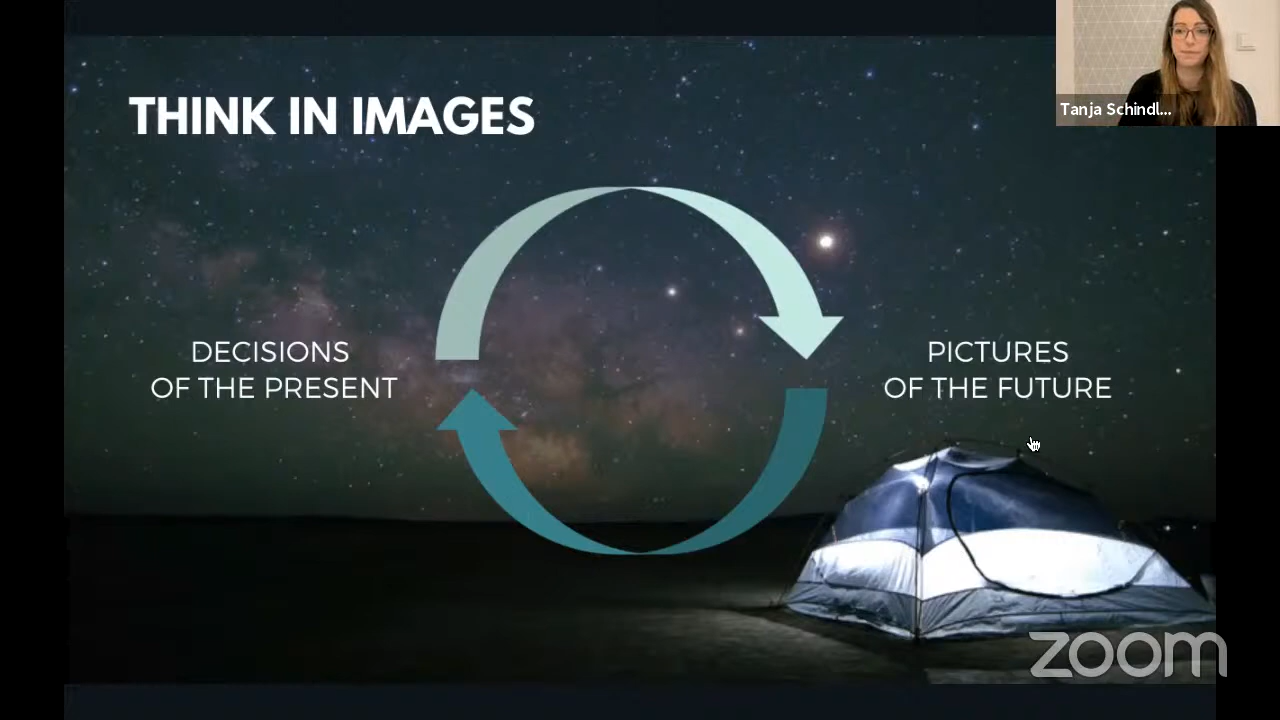 THINK IN IMAGES
Tanja Schindl...
DECISIONS
OF THE PRESENT
PICTURES
OF THE FUTURE
zoom